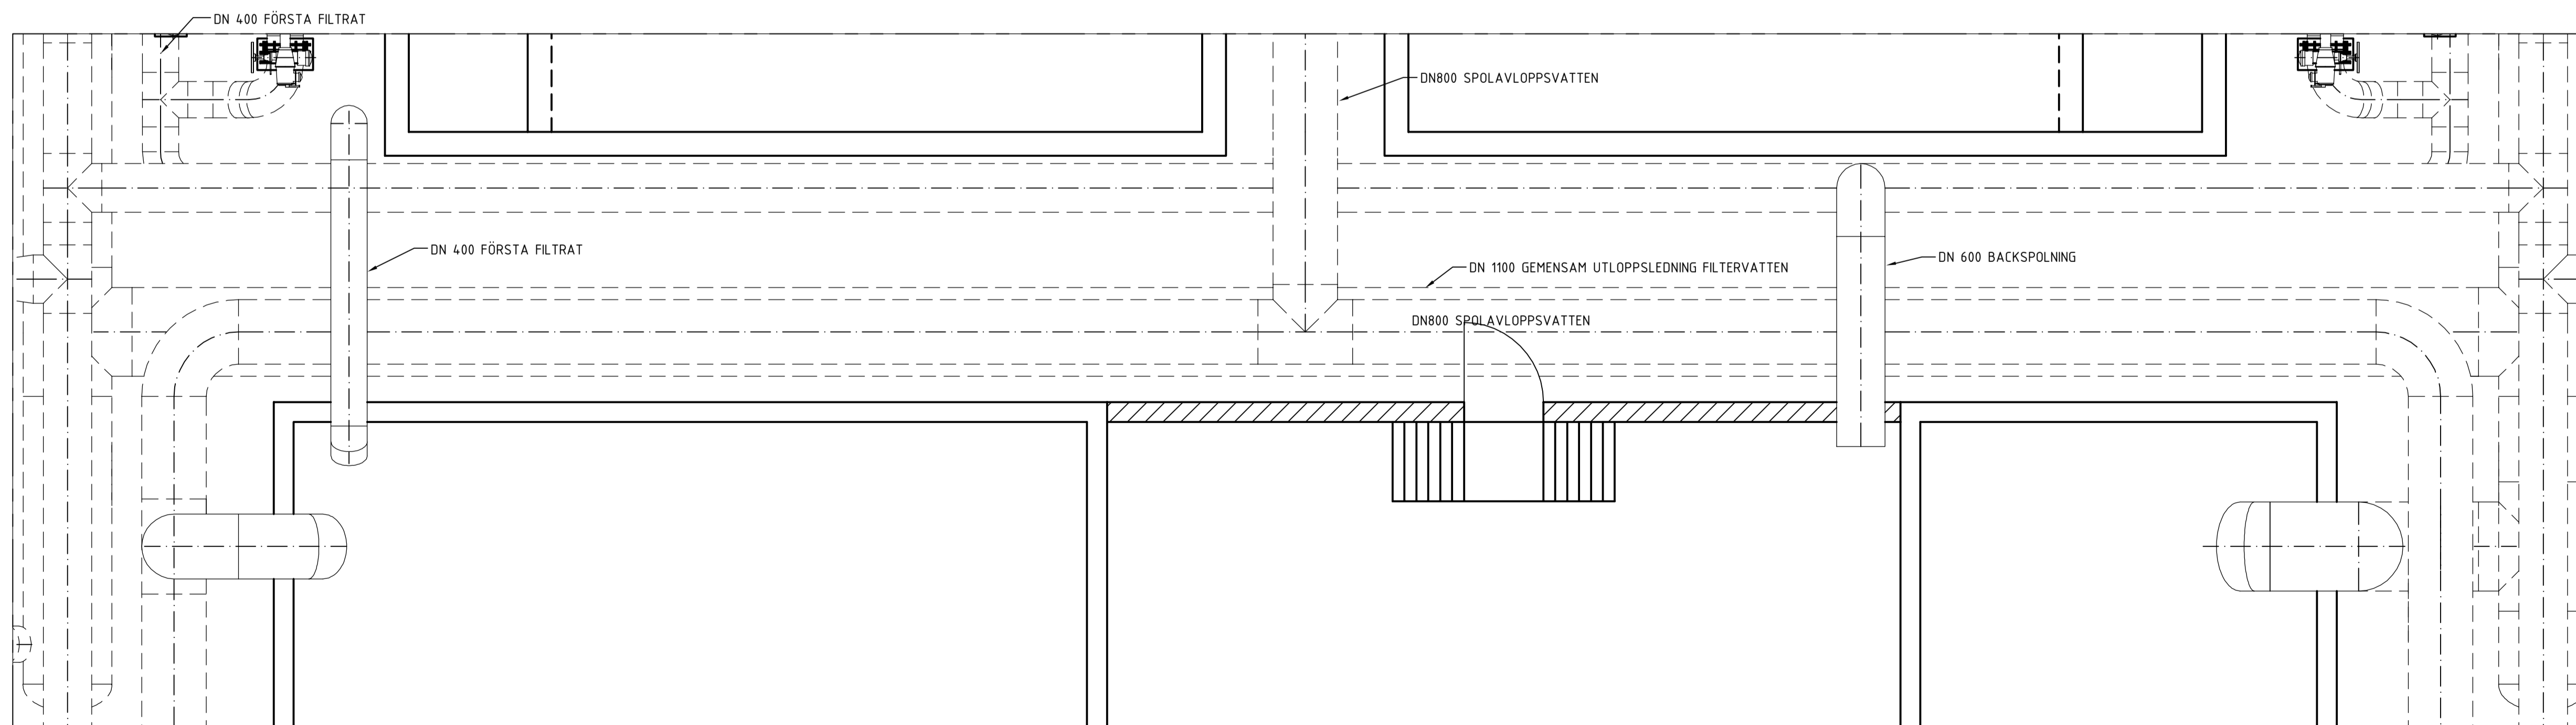 DN 400 FÖRSTA FILTRAT
DN800 SPOLAVLOPPSVATTEN
DN 400 FÖRSTA FILTRAT
DN 600 BACKSPOLNING
DN 1100 GEMENSAM UTLOPPSLEDNING FILTERVATTEN
DN800 SPOLAVLOPPSVATTEN